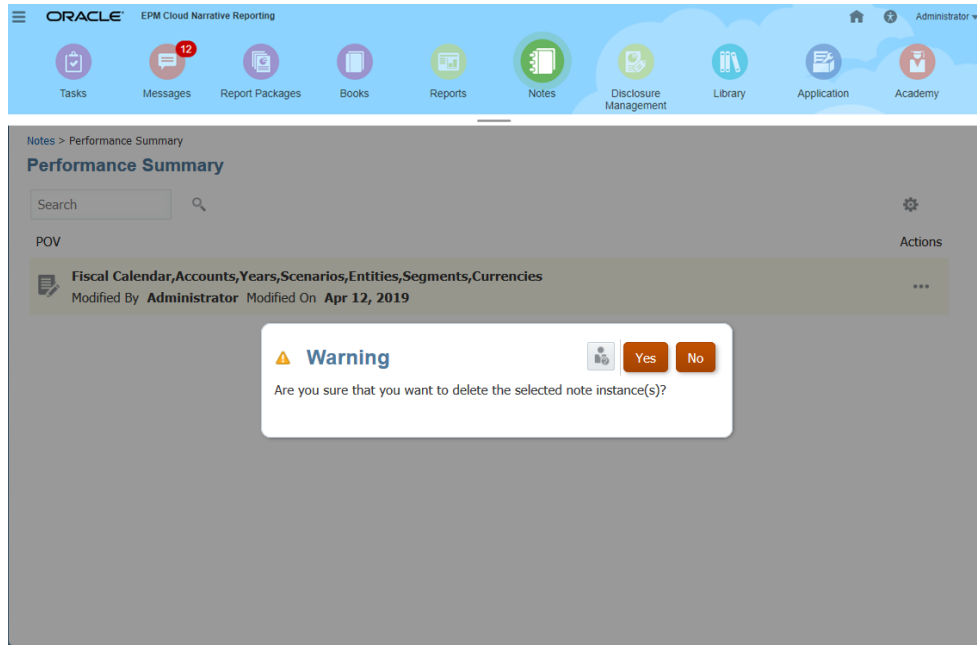 ORACLE® EPM Cloud Narrative Reporting Administrator
12
Tasks Messages Report Packages Books Reports Notes Disclosure Management Library Application Academy
Notes > Performance Summary
Performance Summary
Search
POV Actions
Fiscal Calendar,Accounts,Years,Scenarios,Entities,Segments,Currencies
Modified By Administrator Modified On Apr 12, 2019
Warning Yes No
Are you sure that you want to delete the selected note instance(s)?